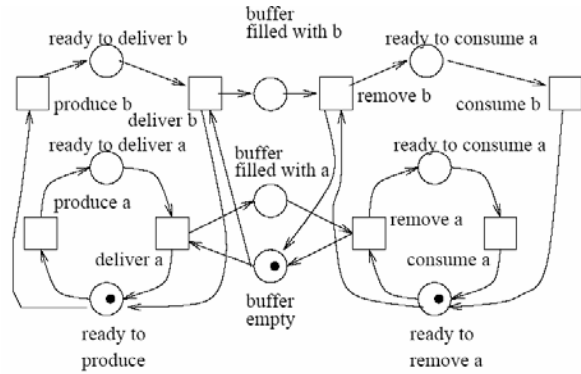 buffer
filled with b
ready to deliver b
ready to consume a
produce b
deliver b
remove b
consume b
ready to deliver a
buffer
filled with a
ready to consume a
produce a
remove a
deliver a
consume a
buffer
empty
ready to
produce
ready to
remove a